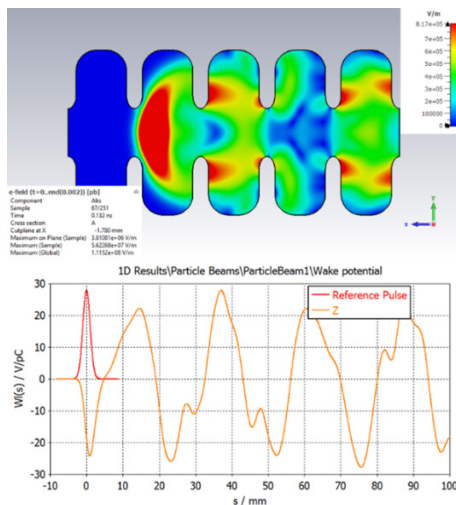 V/m
8.17e+05
7e+05
6e+05
5e+05
4e+05
3e+05
2e+05
100000
0
e-field (t=0..end(0.002)) [pb]
Component Abs
Sample 67/251
Time 0.132 ns
Cross section A
Cutplane at X -1.780 mm
Maximum on Plane (Sample) 3.81081e+06 V/m
Maximum (Sample) 5.62268e+07 V/m
Maximum (Global) 1.1152e+08 V/m
Y
z
1D Results\Particle Beams\ParticleBeam1\Wake potential
Reference Pulse
Z
Wl(s) / V/pC
30
20
10
0
-10
-20
-30
-10 0 10 20 30 40 50 60 70 80 90 100
s / mm